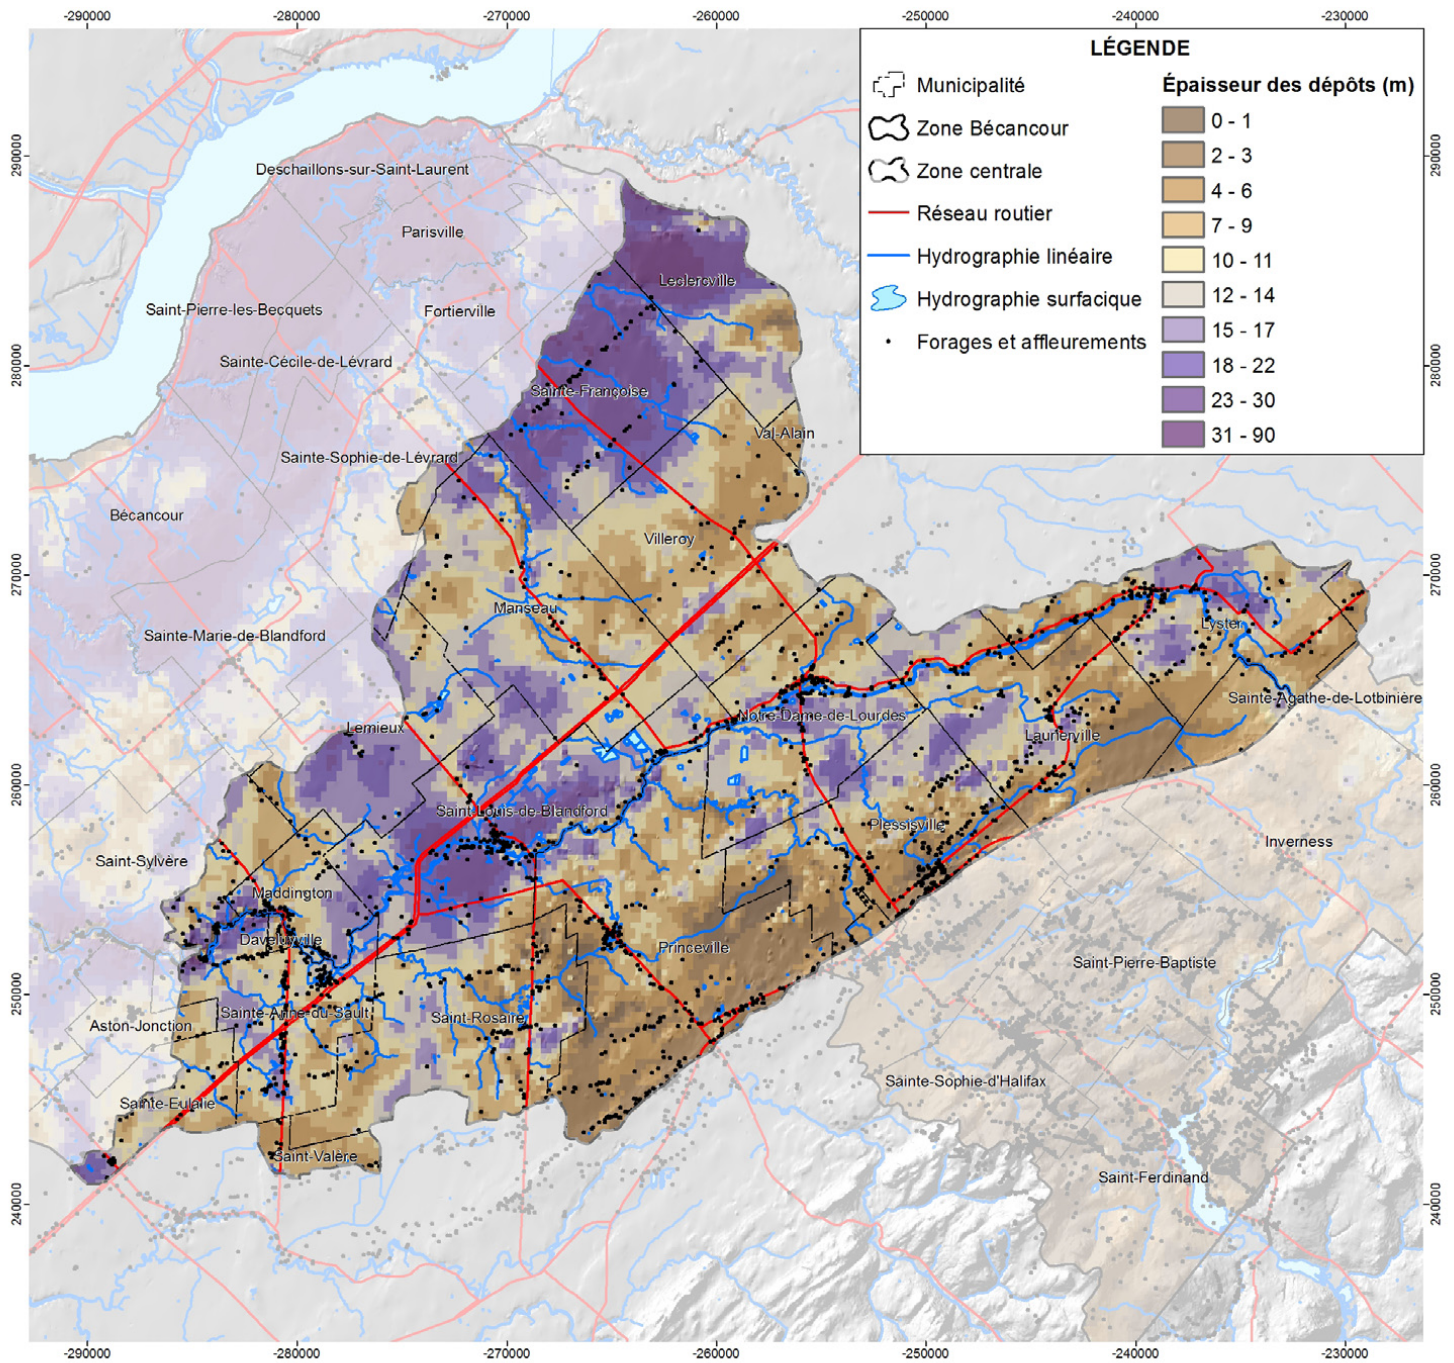 -290000 -280000 -270000 -260000 -250000 -240000 -230000
LÉGENDE
Municipalité
Zone Bécancour
Zone centrale
Réseau routier
Hydrographie linéaire
Hydrographie surfacique
Forages et affleurements
Épaisseur des dépôts (m)
0 - 1
2 - 3
4 - 6
7 - 9
10 - 11
12 - 14
15 - 17
18 - 22
23 - 30
31 - 90
290000 290000
Deschaillons-sur-Saint-Laurent
Parisville
Leclercville
Saint-Pierre-les-Becquets
Fortierville
Sainte-Cécile-de-Lévrard
280000 280000
Sainte-Françoise
Val-Alain
Sainte-Sophie-de-Lévrard
Bécancour
Villeroy
270000 270000
Manseau
Lyster
Sainte-Marie-de-Blandford
Sainte-Agathe-de-Lotbinière
Notre-Dame-de-Lourdes
Lemieux
Laurierville
260000 260000
Saint-Louis-de-Blandford
Plessisville
Inverness
Saint-Sylvère
Maddington
Daveluyville
Princeville
Saint-Pierre-Baptiste
250000 250000
Sainte-Anne-du-Sault
Saint-Rosaire
Aston-Jonction
Sainte-Sophie-d'Halifax
Sainte-Eulalie
Saint-Valère
Saint-Ferdinand
240000 240000
-290000 -280000 -270000 -260000 -250000 -240000 -230000